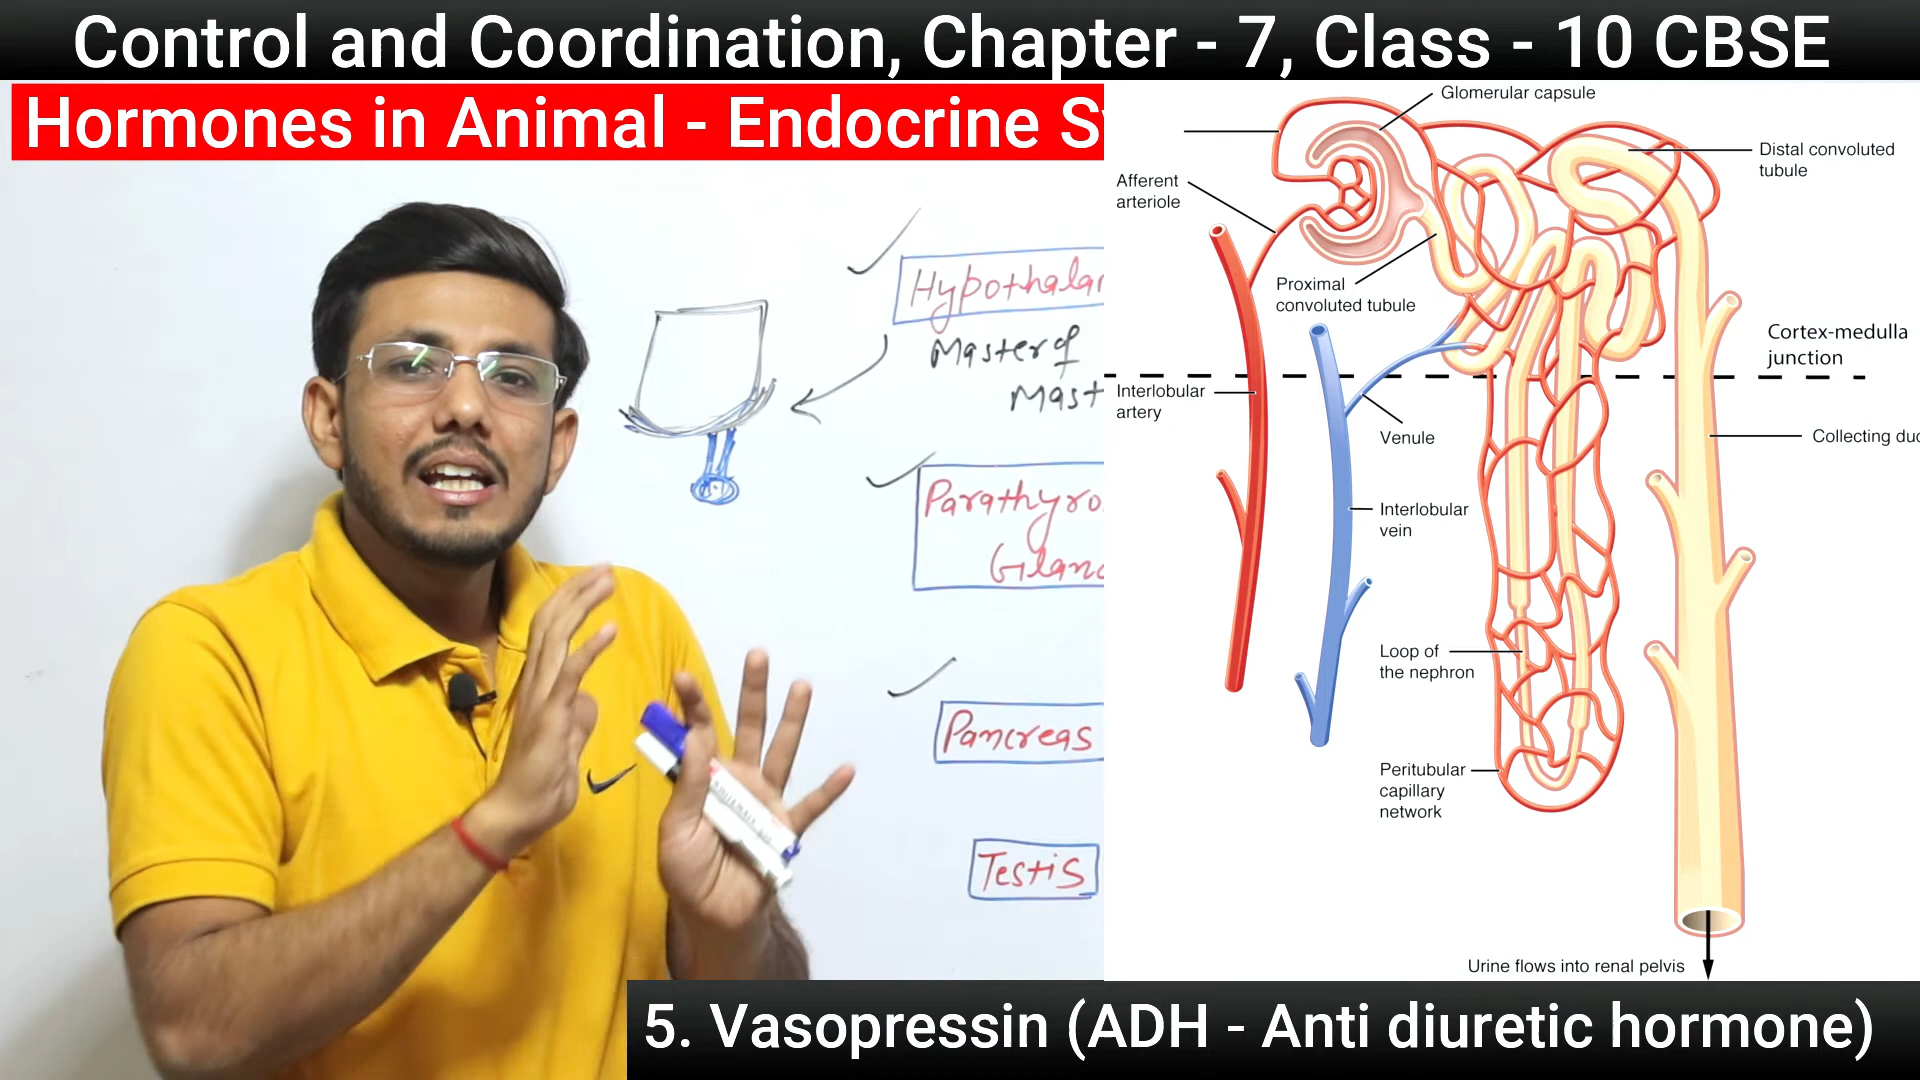 Control and Coordination, Chapter - 7, Class - 10 CBSE
Hormones in Animal - Endocrine
Hypothala
Master of
Mast
Parathyro
Gland
Pancreas
Testis
Glomerular capsule
Distal convoluted
tubule
Afferent
arteriole
Proximal
convoluted tubule
Cortex-medulla
junction
Interlobular
artery
Venule
Collecting duc
Interlobular
vein
Loop of
the nephron
Peritubular
capillary
network
Urine flows into renal pelvis
5. Vasopressin (ADH - Anti diuretic hormone)